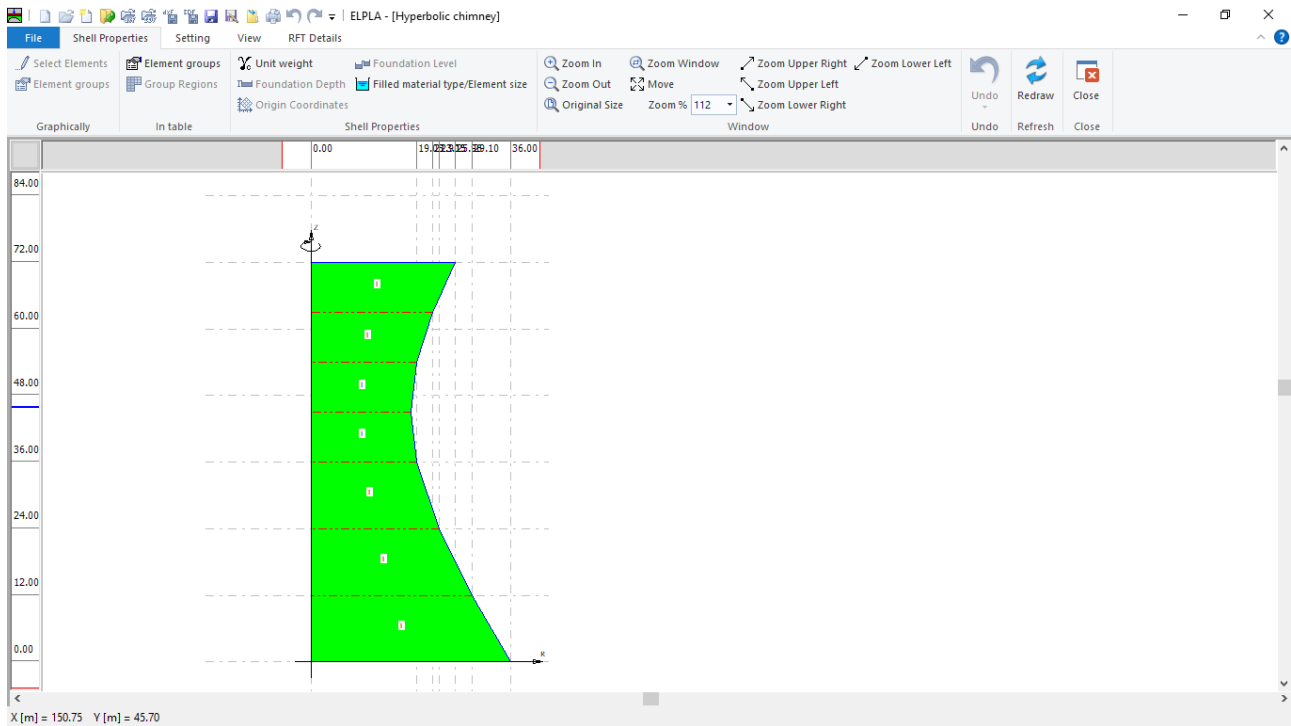 ELPLA - [Hyperbolic chimney]
File Shell Properties Setting View RFT Details
Select Elements Element groups Unit weight Foundation Level Zoom In Zoom Window Zoom Upper Right Zoom Lower Left
Element groups Group Regions Foundation Depth Filled material type/Element size Zoom Out Move Zoom Upper Left Undo Redraw Close
Origin Coordinates Original Size Zoom % 112 Zoom Lower Right
Graphically In table Shell Properties Window Undo Refresh Close
0.00 29.10 36.00
84.00
Z
72.00
I
60.00
I
48.00
I
I
36.00
I
24.00
I
12.00
I
0.00
R
X [m] = 150.75 Y [m] = 45.70